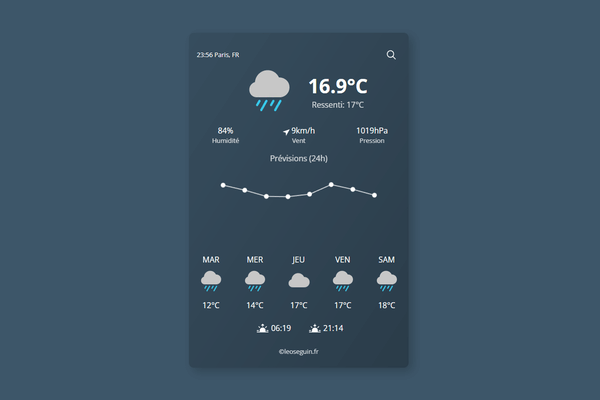 23:56 Paris, FR
16.9°C
Ressenti: 17°C
84% 9km/h 1019hPa
Humidité Vent Pression
Prévisions (24h)
MAR MER JEU VEN SAM
12°C 14°C 17°C 17°C 18°C
06:19 21:14
©leoseguin.fr